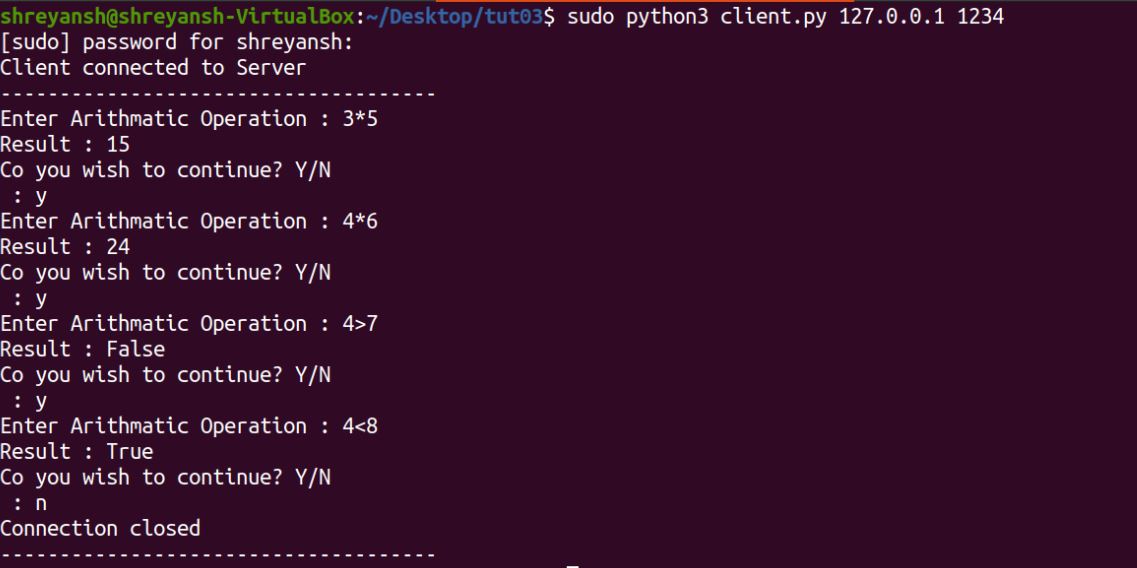 shreyansh@shreyansh-VirtualBox:~/Desktop/tut03$ sudo python3 client.py 127.0.0.1 1234
[sudo] password for shreyansh:
Client connected to Server
-------------------------------------
Enter Arithmatic Operation : 3*5
Result : 15
Co you wish to continue? Y/N
 : y
Enter Arithmatic Operation : 4*6
Result : 24
Co you wish to continue? Y/N
 : y
Enter Arithmatic Operation : 4>7
Result : False
Co you wish to continue? Y/N
 : y
Enter Arithmatic Operation : 4<8
Result : True
Co you wish to continue? Y/N
 : n
Connection closed
-------------------------------------